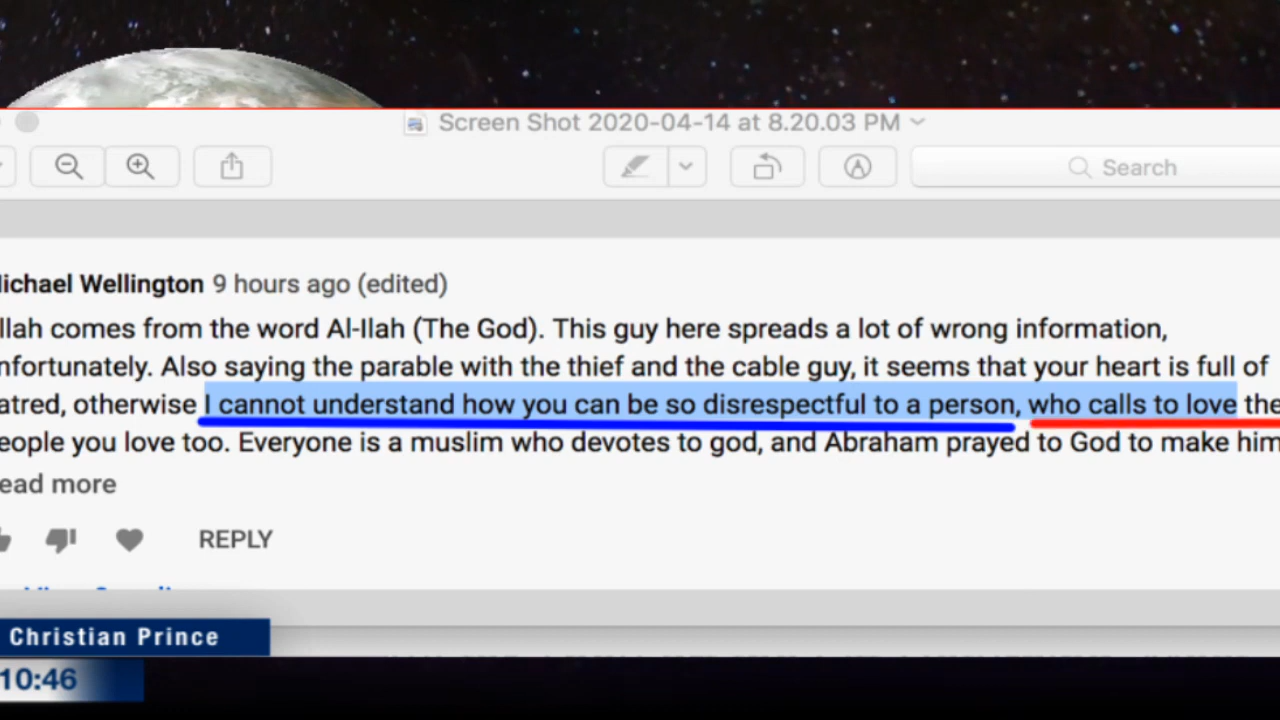 Screen Shot 2020-04-14 at 8.20.03 PM
Search
ichael Wellington 9 hours ago (edited)
llah comes from the word Al-Ilah (The God). This guy here spreads a lot of wrong information,
nfortunately. Also saying the parable with the thief and the cable guy, it seems that your heart is full of
atred, otherwise I cannot understand how you can be so disrespectful to a person, who calls to love the
eople you love too. Everyone is a muslim who devotes to god, and Abraham prayed to God to make him
ead more
REPLY
Christian Prince
10:46